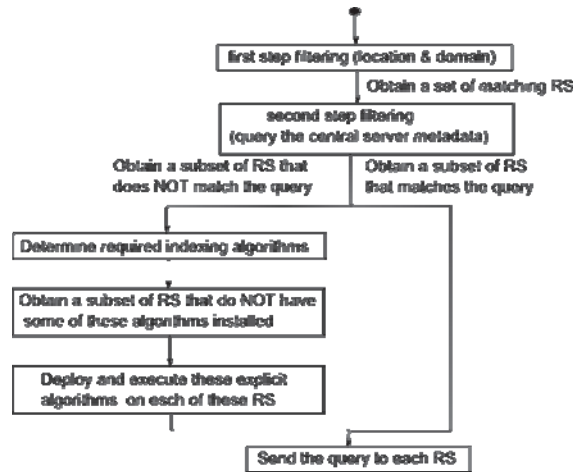 first step filtering (location & domain)
Obtain a set of matching RS
second step filtering
(query the central server metadata)
Obtain a subset of RS that
does NOT match the query
Obtain a subset of RS
that matches the query
Determine required indexing algorithms
Obtain a subset of RS that do NOT have
some of these algorithms installed
Deploy and execute these explicit
algorithms on each of these RS
Send the query to each RS